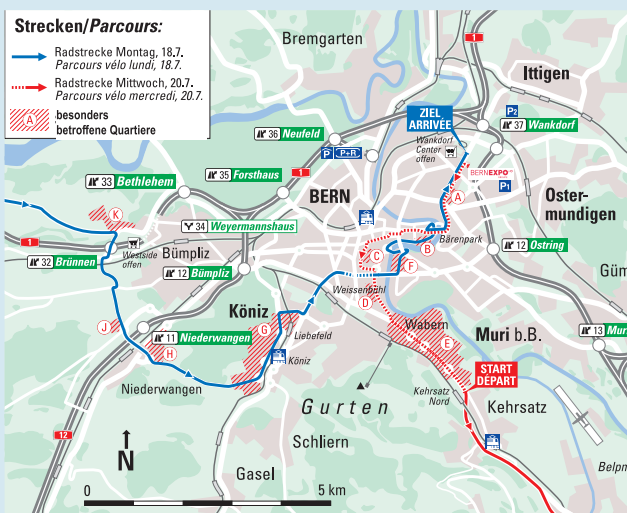 Strecken/Parcours:
Radstrecke Montag, 18.7.
Parcours vélo lundi, 18.7.
Radstrecke Mittwoch, 20.7.
Parcours vélo mercredi, 20.7.
A
besonders
betroffene Quartiere
Bremgarten
1
Ittigen
ZIEL
ARRIVÉE
P2
37 Wankdorf
36 Neufeld
P P+R
Wankdorf
Center
offen
BERNEXPO
P1
35 Forsthaus
1
33 Bethlehem
BERN
A
Oster-
mundigen
K
34 Weyermannshaus
Bärenpark
B
1
Westside
offen
32 Brünnen
Bümpliz
12 Bümpliz
C
F
12 Ostring
Güm
Weissenbühl
D
Köniz
J
11 Niederwangen
G
Liebefeld
Wabern
E
Muri b.B.
13 Mur
H
Köniz
START
DÉPART
Niederwangen
Gurten
Kehrsatz
Nord
Kehrsatz
12
N
Schliern
Gasel
Belpm
0
5 km